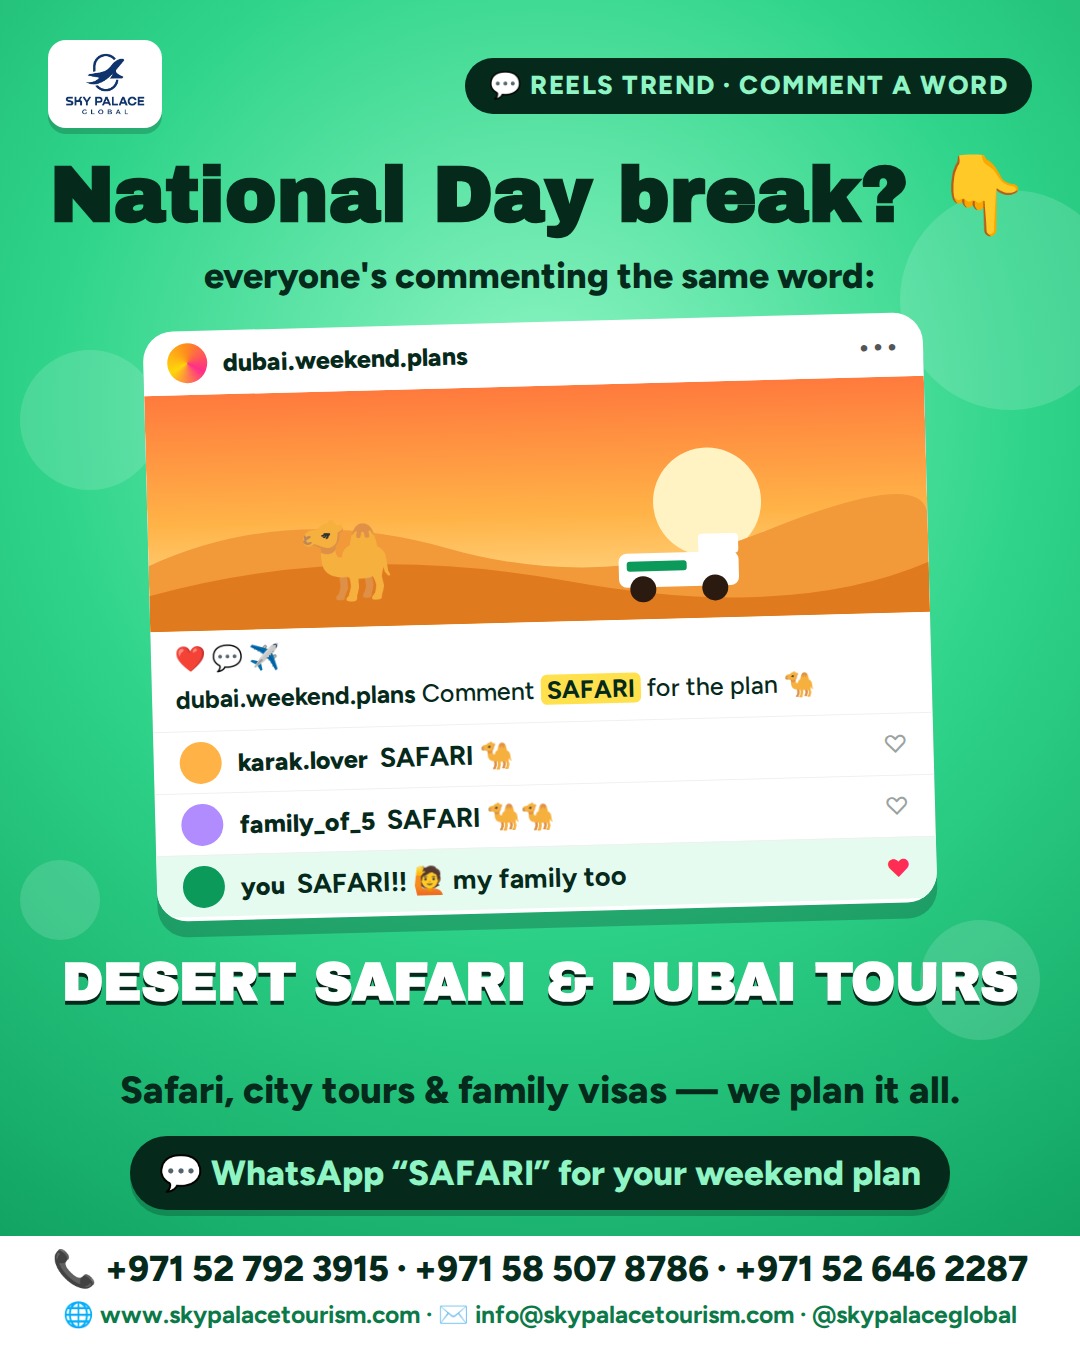 SKY PALACE
GLOBAL
💬 REELS TREND · COMMENT A WORD
National Day break? 👇
everyone's commenting the same word:
dubai.weekend.plans
dubai.weekend.plans Comment SAFARI for the plan 🐪
karak.lover SAFARI 🐪
family_of_5 SAFARI 🐪🐪
you SAFARI!! 🙋 my family too
DESERT SAFARI & DUBAI TOURS
Safari, city tours & family visas — we plan it all.
💬 WhatsApp “SAFARI” for your weekend plan
📞 +971 52 792 3915 · +971 58 507 8786 · +971 52 646 2287
🌐 www.skypalacetourism.com · ✉️ info@skypalacetourism.com · @skypalaceglobal